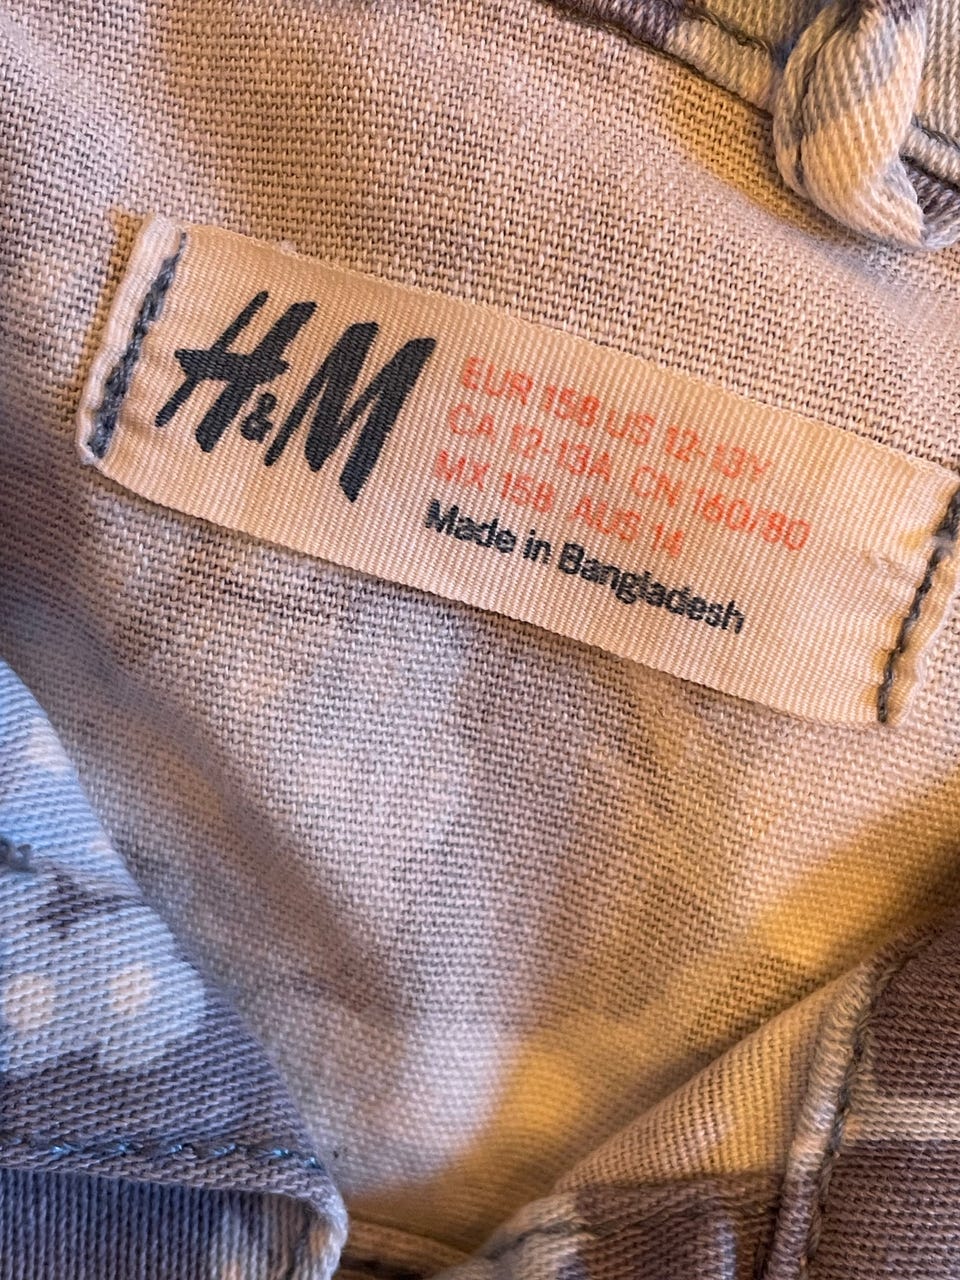 H&M
EUR 158 US 12-13Y
CA 12-13A CN 160/80
MX 158 AUS 14
Made in Bangladesh